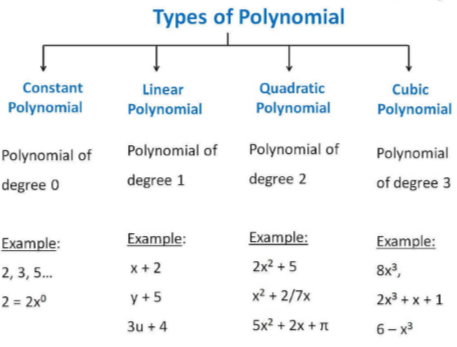 Types of Polynomial
Constant
Polynomial
Polynomial of
degree 0
Example:
2, 3, 5...
2 = 2x⁰
Linear
Polynomial
Polynomial of
degree 1
Example:
x + 2
y + 5
3u + 4
Quadratic
Polynomial
Polynomial of
degree 2
Example:
2x² + 5
x² + 2/7x
5x² + 2x + π
Cubic
Polynomial
Polynomial
of degree 3
Example:
8x³,
2x³ + x + 1
6 – x³